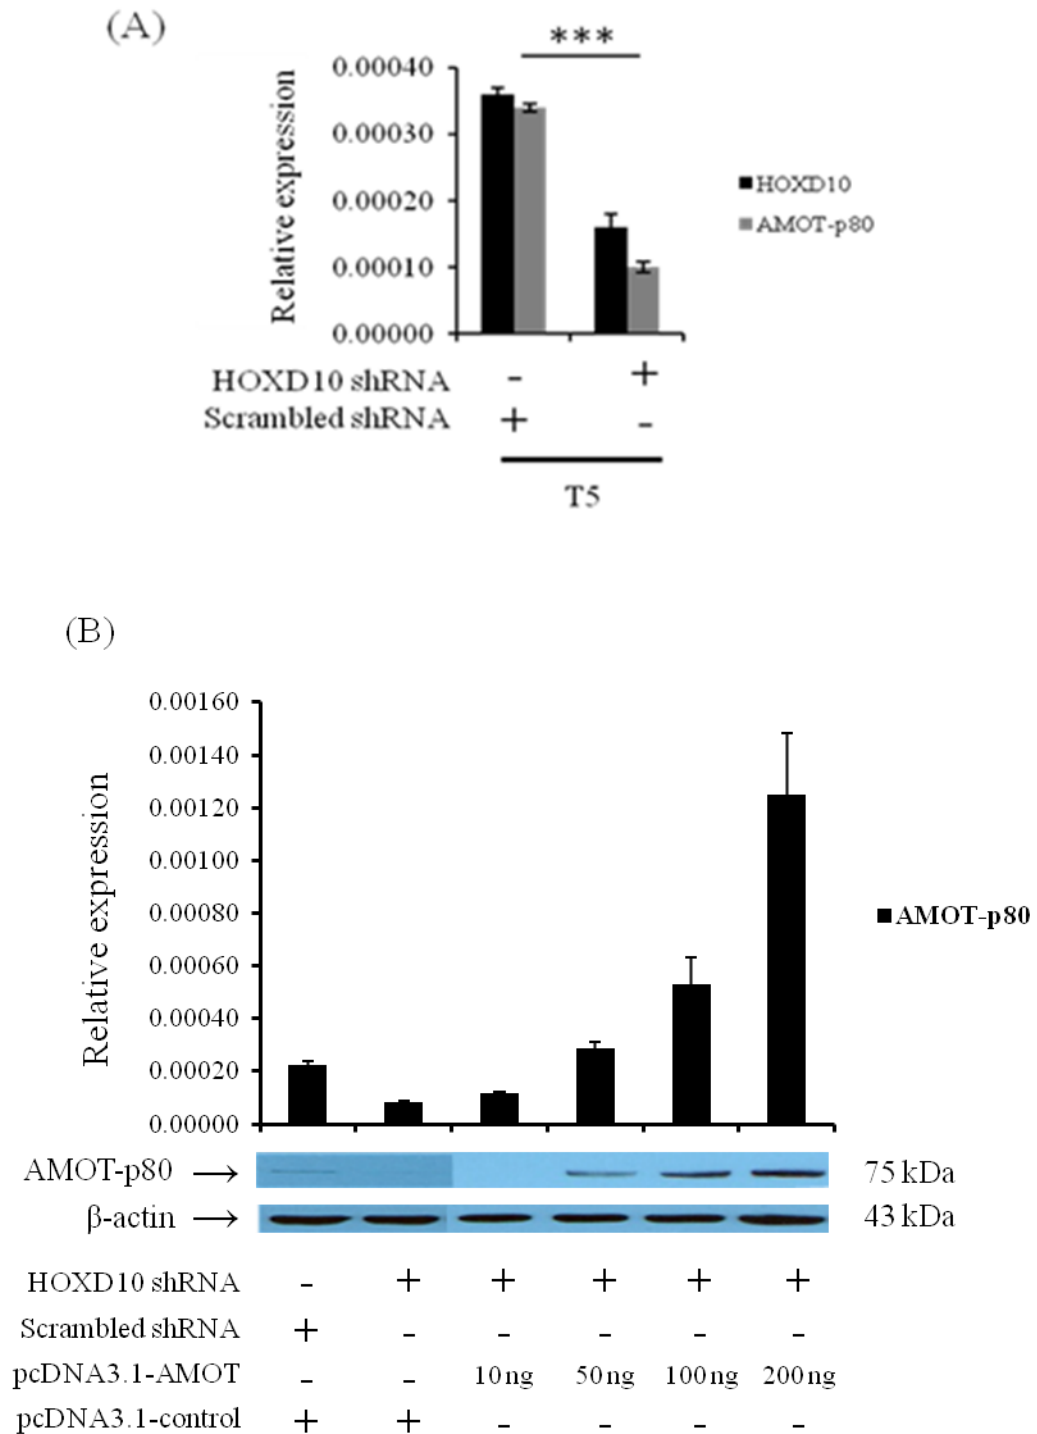 (A)
***
0.00040
0.00030
0.00020
0.00010
0.00000
Relative expression
HOXD10
AMOT-p80
HOXD10 shRNA - +
Scrambled shRNA + -
T5
(B)
0.00160
0.00140
0.00120
0.00100
0.00080
0.00060
0.00040
0.00020
0.00000
Relative expression
AMOT-p80
AMOT-p80 → 75 kDa
β-actin → 43 kDa
HOXD10 shRNA - + + + + +
Scrambled shRNA + - - - - -
pcDNA3.1-AMOT - - 10 ng 50 ng 100 ng 200 ng
pcDNA3.1-control + + - - - -